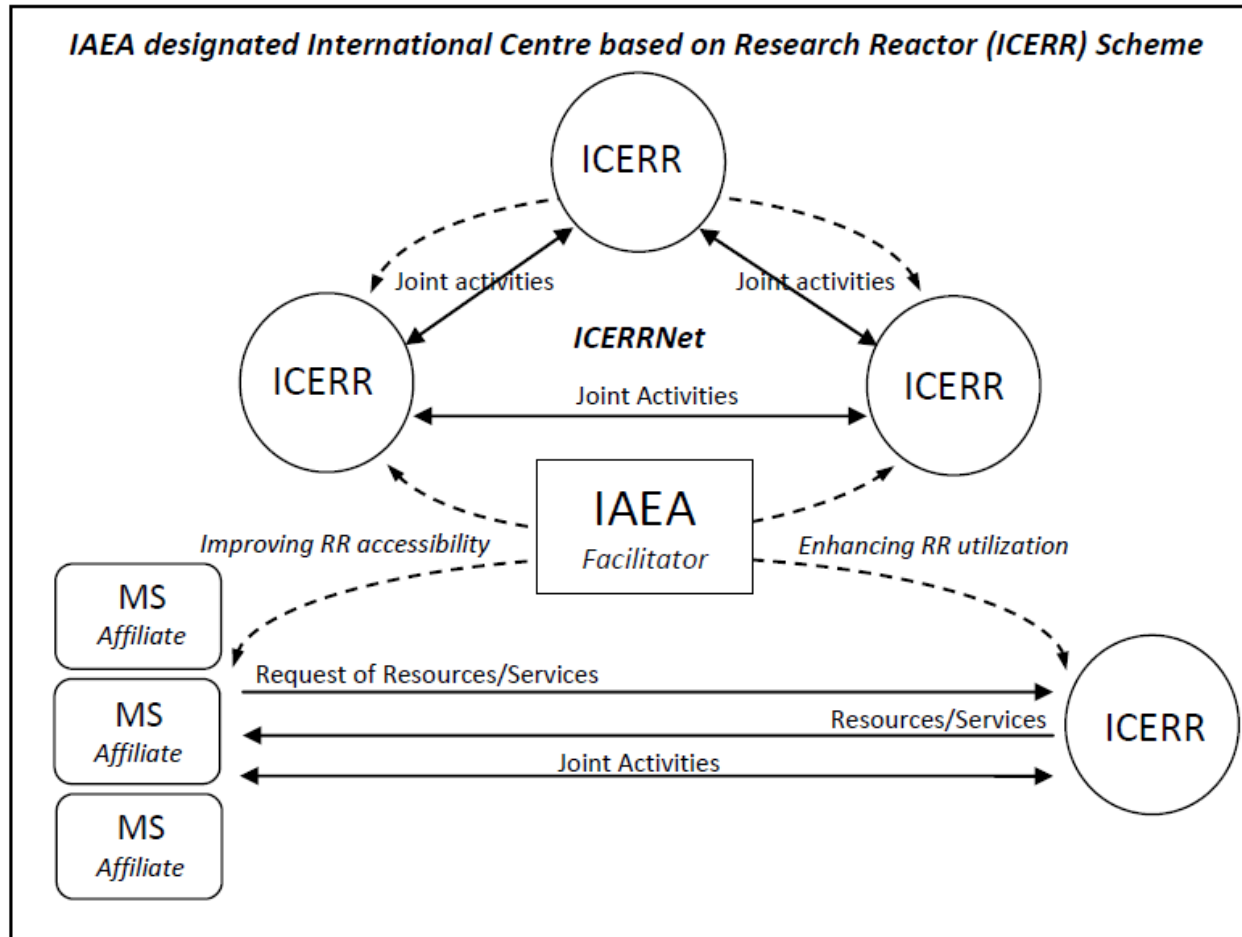 IAEA designated International Centre based on Research Reactor (ICERR) Scheme
ICERR
Joint activities
Joint activities
ICERRNet
ICERR
ICERR
Joint Activities
IAEA
Facilitator
Improving RR accessibility
Enhancing RR utilization
MS
Affiliate
Request of Resources/Services
MS
Affiliate
Resources/Services
ICERR
Joint Activities
MS
Affiliate